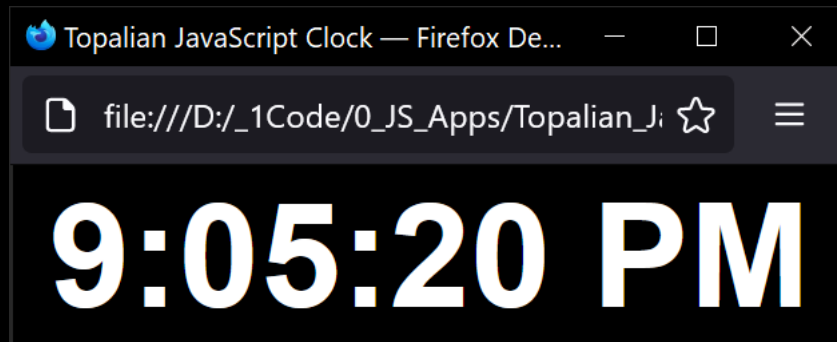 Topalian JavaScript Clock — Firefox De...
file:///D:/_1Code/0_JS_Apps/Topalian_Ja
9:05:20 PM